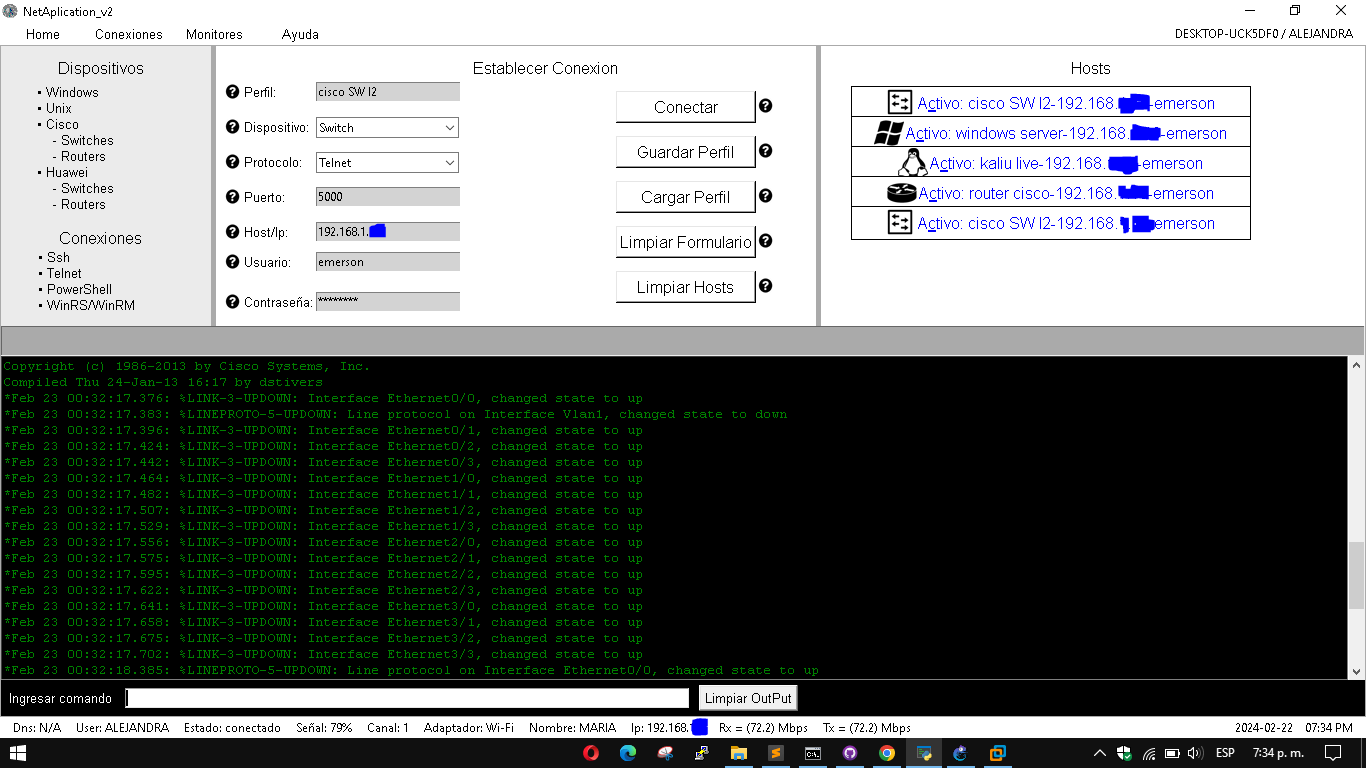 NetAplication_v2
Home Conexiones Monitores Ayuda DESKTOP-UCK5DF0 / ALEJANDRA
Dispositivos
• Windows
• Unix
• Cisco
- Switches
- Routers
• Huawei
- Switches
- Routers
Conexiones
• Ssh
• Telnet
• PowerShell
• WinRS/WinRM
Establecer Conexion
? Perfil: cisco SW l2
? Dispositivo: Switch
? Protocolo: Telnet
? Puerto: 5000
? Host/Ip: 192.168.1.
? Usuario: emerson
? Contraseña: ********
Conectar ?
Guardar Perfil ?
Cargar Perfil ?
Limpiar Formulario ?
Limpiar Hosts ?
Hosts
Activo: cisco SW l2-192.168. -emerson
Activo: windows server-192.168. -emerson
Activo: kaliu live-192.168. -emerson
Activo: router cisco-192.168. -emerson
Activo: cisco SW l2-192.168. emerson
Copyright (c) 1986-2013 by Cisco Systems, Inc.
Compiled Thu 24-Jan-13 16:17 by dstivers
*Feb 23 00:32:17.376: %LINK-3-UPDOWN: Interface Ethernet0/0, changed state to up
*Feb 23 00:32:17.383: %LINEPROTO-5-UPDOWN: Line protocol on Interface Vlan1, changed state to down
*Feb 23 00:32:17.396: %LINK-3-UPDOWN: Interface Ethernet0/1, changed state to up
*Feb 23 00:32:17.424: %LINK-3-UPDOWN: Interface Ethernet0/2, changed state to up
*Feb 23 00:32:17.442: %LINK-3-UPDOWN: Interface Ethernet0/3, changed state to up
*Feb 23 00:32:17.464: %LINK-3-UPDOWN: Interface Ethernet1/0, changed state to up
*Feb 23 00:32:17.482: %LINK-3-UPDOWN: Interface Ethernet1/1, changed state to up
*Feb 23 00:32:17.507: %LINK-3-UPDOWN: Interface Ethernet1/2, changed state to up
*Feb 23 00:32:17.529: %LINK-3-UPDOWN: Interface Ethernet1/3, changed state to up
*Feb 23 00:32:17.556: %LINK-3-UPDOWN: Interface Ethernet2/0, changed state to up
*Feb 23 00:32:17.575: %LINK-3-UPDOWN: Interface Ethernet2/1, changed state to up
*Feb 23 00:32:17.595: %LINK-3-UPDOWN: Interface Ethernet2/2, changed state to up
*Feb 23 00:32:17.622: %LINK-3-UPDOWN: Interface Ethernet2/3, changed state to up
*Feb 23 00:32:17.641: %LINK-3-UPDOWN: Interface Ethernet3/0, changed state to up
*Feb 23 00:32:17.658: %LINK-3-UPDOWN: Interface Ethernet3/1, changed state to up
*Feb 23 00:32:17.675: %LINK-3-UPDOWN: Interface Ethernet3/2, changed state to up
*Feb 23 00:32:17.702: %LINK-3-UPDOWN: Interface Ethernet3/3, changed state to up
*Feb 23 00:32:18.385: %LINEPROTO-5-UPDOWN: Line protocol on Interface Ethernet0/0, changed state to up
Ingresar comando Limpiar OutPut
Dns: N/A User: ALEJANDRA Estado: conectado Señal: 79% Canal: 1 Adaptador: Wi-Fi Nombre: MARIA Ip: 192.168. Rx = (72.2) Mbps Tx = (72.2) Mbps 2024-02-22 07:34 PM
ESP 7:34 p. m.